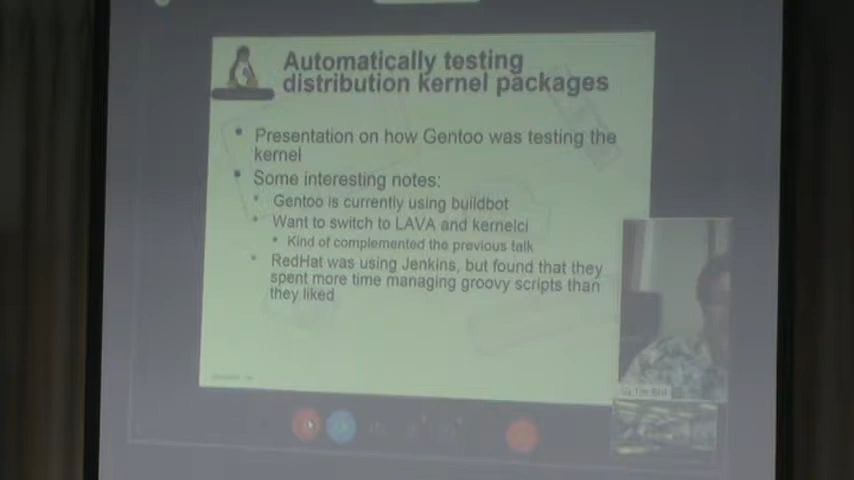 Automatically testing
distribution kernel packages
Presentation on how Gentoo was testing the
kernel
Some interesting notes:
Gentoo is currently using buildbot
Want to switch to LAVA and kernelci
Kind of complemented the previous talk
RedHat was using Jenkins, but found that they
spent more time managing groovy scripts than
they liked